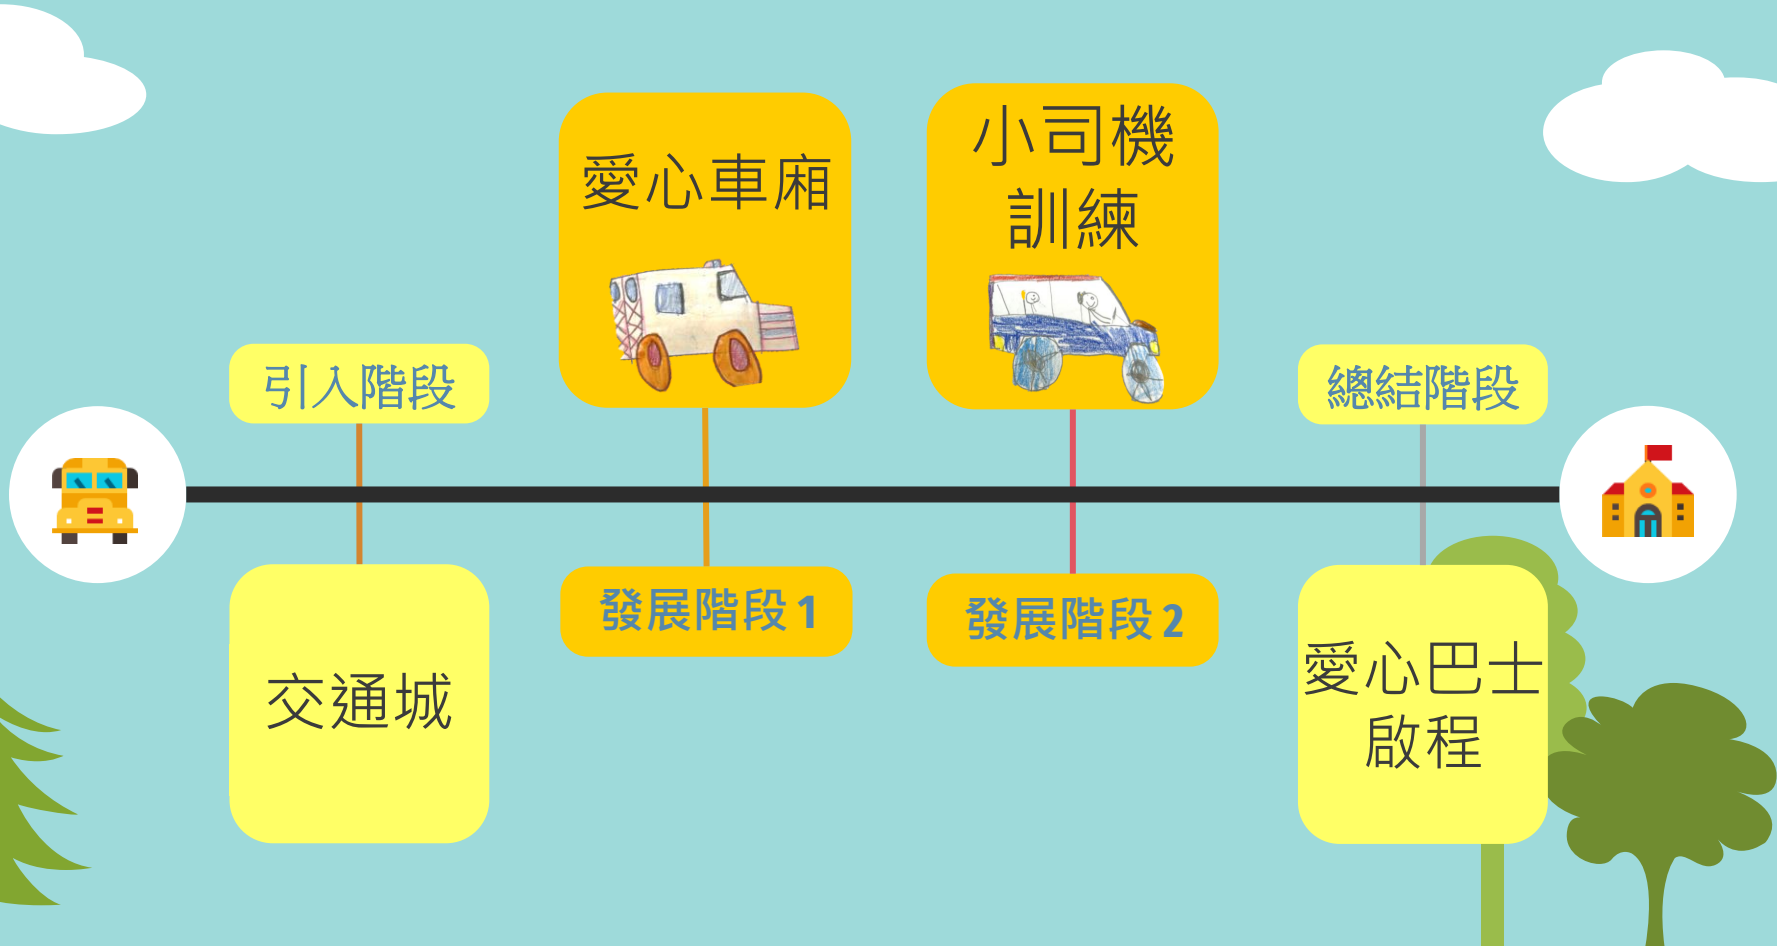 引入階段
交通城
愛心車廂
發展階段1
小司機
訓練
發展階段2
總結階段
愛心巴士
啟程